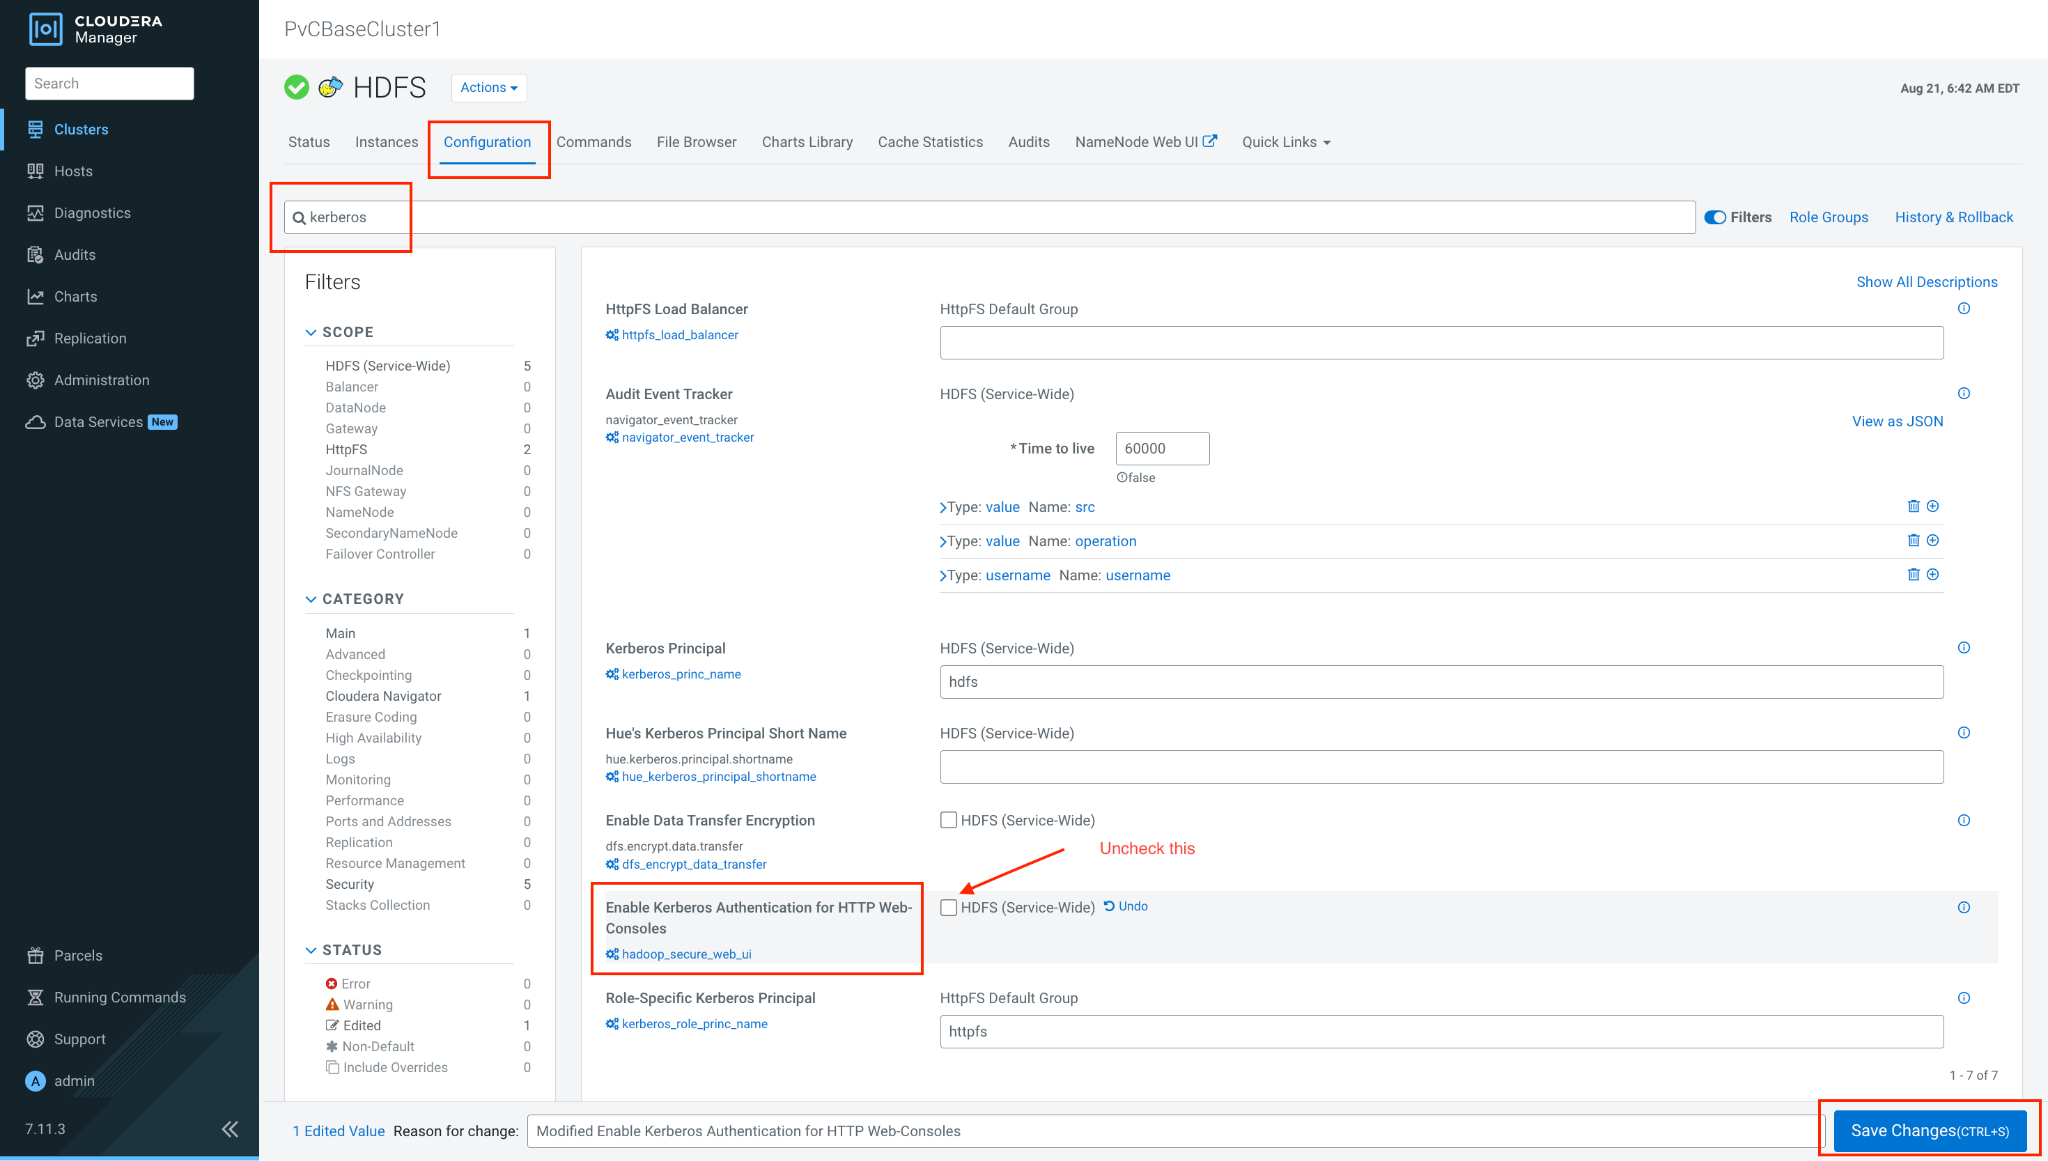 CLOUDERA
Manager
Search
Clusters
Hosts
Diagnostics
Audits
Charts
Replication
Administration
Data Services New
Parcels
Running Commands
Support
A admin
7.11.3
PvCBaseCluster1
HDFS Actions
Aug 21, 6:42 AM EDT
Status Instances Configuration Commands File Browser Charts Library Cache Statistics Audits NameNode Web UI Quick Links
kerberos
Filters Role Groups History & Rollback
Filters
SCOPE
HDFS (Service-Wide) 5
Balancer 0
DataNode 0
Gateway 0
HttpFS 2
JournalNode 0
NFS Gateway 0
NameNode 0
SecondaryNameNode 0
Failover Controller 0
CATEGORY
Main 1
Advanced 0
Checkpointing 0
Cloudera Navigator 1
Erasure Coding 0
High Availability 0
Logs 0
Monitoring 0
Performance 0
Ports and Addresses 0
Replication 0
Resource Management 0
Security 5
Stacks Collection 0
STATUS
Error 0
Warning 0
Edited 1
Non-Default 0
Include Overrides 0
Show All Descriptions
HttpFS Load Balancer
httpfs_load_balancer
HttpFS Default Group
Audit Event Tracker
navigator_event_tracker
navigator_event_tracker
HDFS (Service-Wide)
View as JSON
*Time to live 60000
false
Type: value Name: src
Type: value Name: operation
Type: username Name: username
Kerberos Principal
kerberos_princ_name
HDFS (Service-Wide)
hdfs
Hue's Kerberos Principal Short Name
hue.kerberos.principal.shortname
hue_kerberos_principal_shortname
HDFS (Service-Wide)
Enable Data Transfer Encryption
dfs.encrypt.data.transfer
dfs_encrypt_data_transfer
HDFS (Service-Wide)
Uncheck this
Enable Kerberos Authentication for HTTP Web-
Consoles
hadoop_secure_web_ui
HDFS (Service-Wide) Undo
Role-Specific Kerberos Principal
kerberos_role_princ_name
HttpFS Default Group
httpfs
1 - 7 of 7
1 Edited Value Reason for change: Modified Enable Kerberos Authentication for HTTP Web-Consoles
Save Changes(CTRL+S)